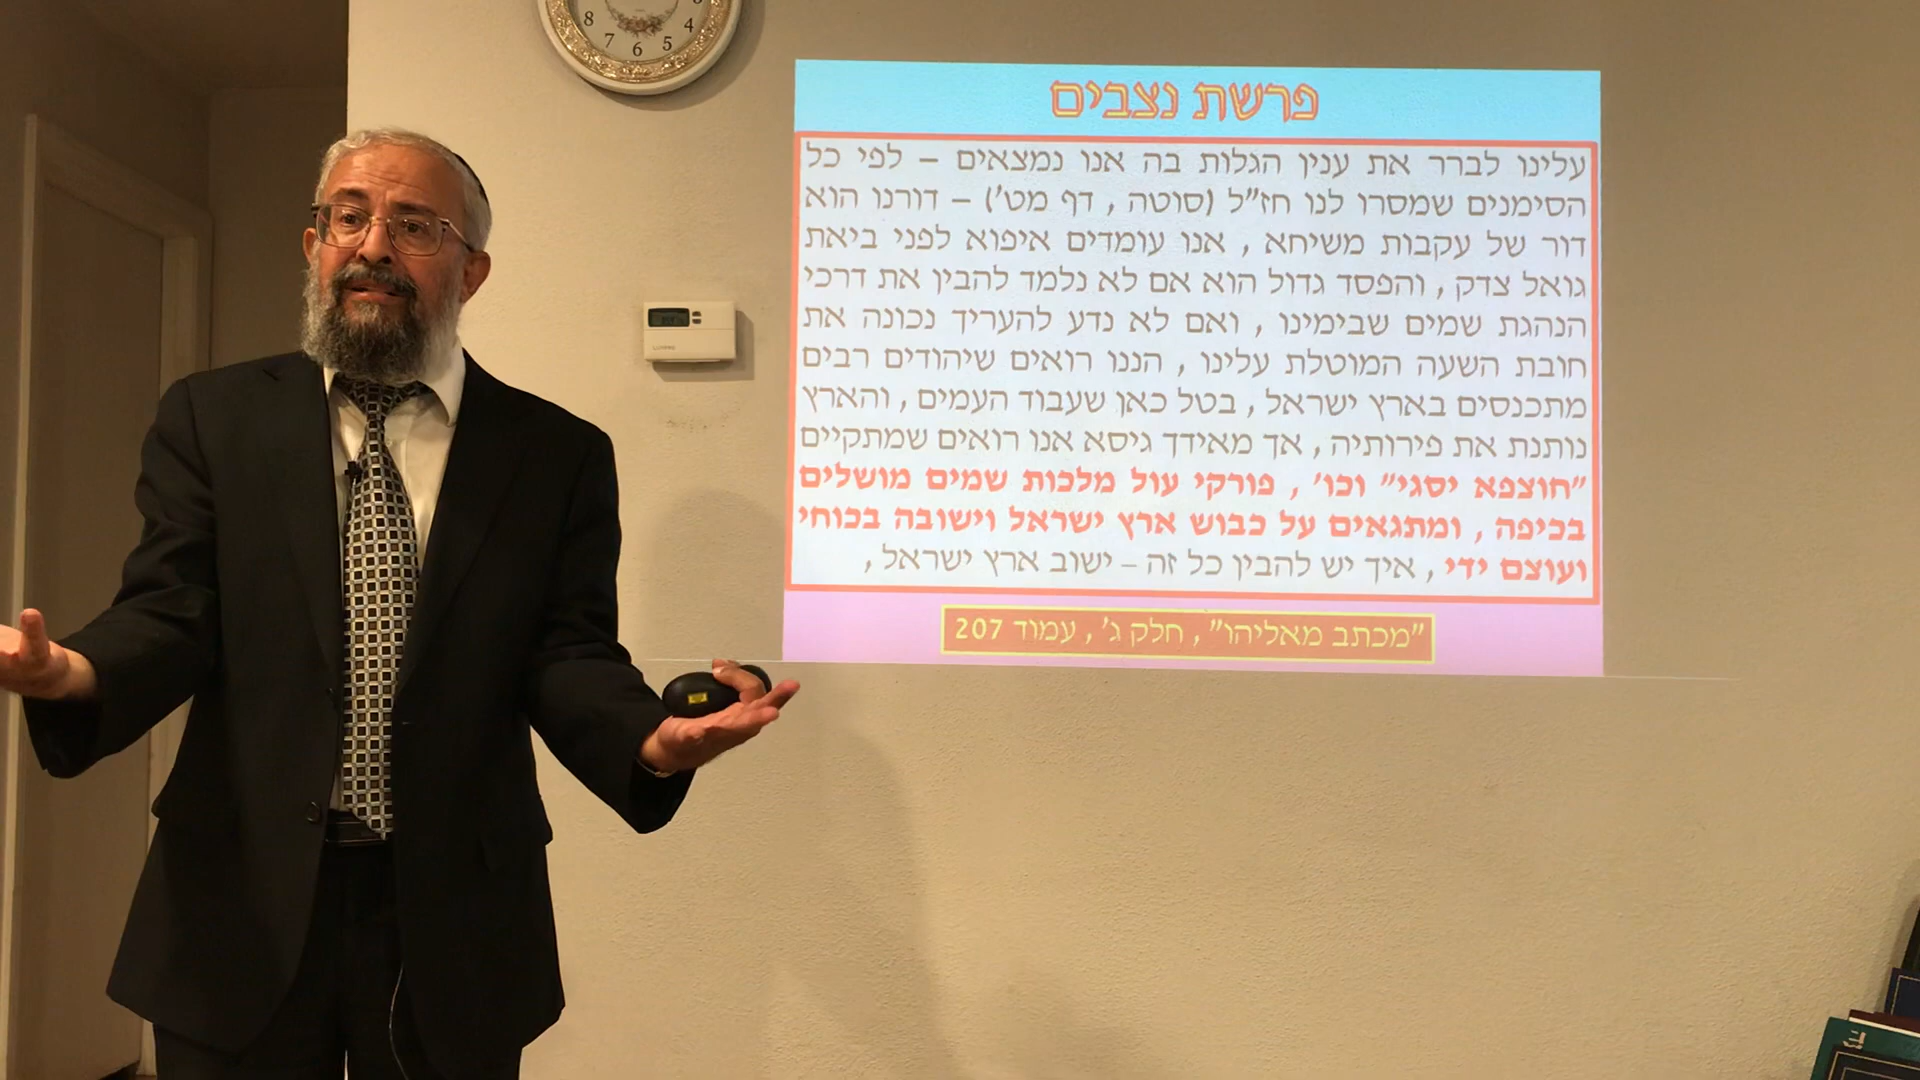 8 7 6 5 4
פרשת נצבים
עלינו לברר את ענין הגלות בה אנו נמצאים – לפי כל
הסימנים שמסרו לנו חז"ל (סוטה , דף מט') – דורנו הוא
דור של עקבות משיחא , אנו עומדים איפוא לפני ביאת
גואל צדק , והפסד גדול הוא אם לא נלמד להבין את דרכי
הנהגת שמים שבימינו , ואם לא נדע להעריך נכונה את
חובת השעה המוטלת עלינו , הננו רואים שיהודים רבים
מתכנסים בארץ ישראל , בטל כאן שעבוד העמים , והארץ
נותנת את פירותיה , אך מאידך גיסא אנו רואים שמתקיים
"חוצפא יסגי" וכו' , פורקי עול מלכות שמים מושלים
בכיפה , ומתגאים על כבוש ארץ ישראל וישובה בכוחי
ועוצם ידי , איך יש להבין כל זה – ישוב ארץ ישראל ,
"מכתב מאליהו" , חלק ג' , עמוד 207